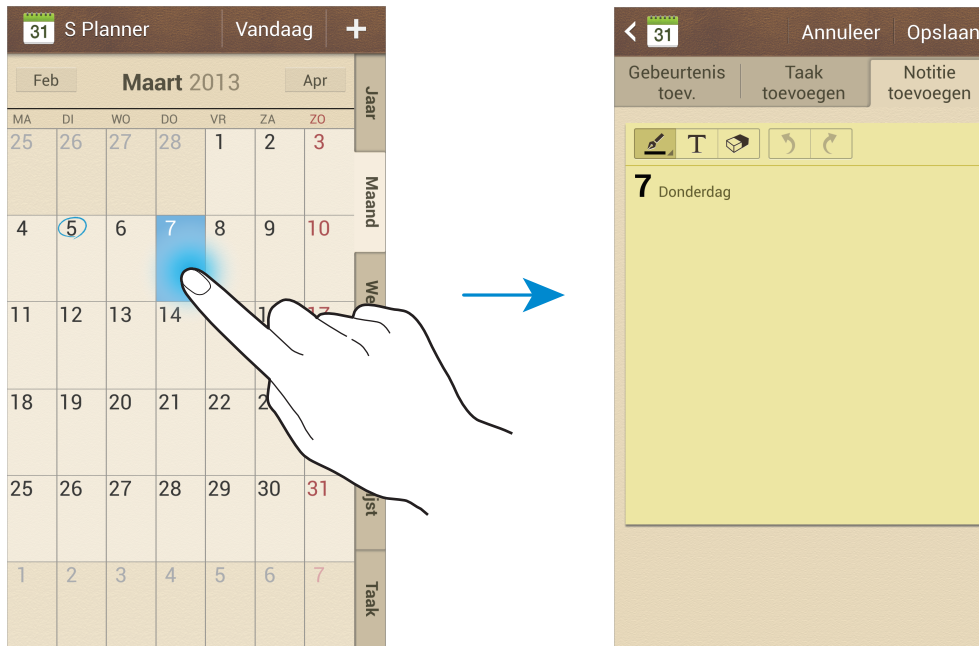 31 S Planner Vandaag +
Feb Maart 2013 Apr
MA DI WO DO VR ZA ZO
25 26 27 28 1 2 3
4 5 6 7 8 9 10
11 12 13 14 17
18 19 20 21 22
25 26 27 28 29 30 31
1 2 3 4 5 6 7
Jaar
Maand
Taak
31 Annuleer Opslaan
Gebeurtenis toev.
Taak toevoegen
Notitie toevoegen
T
7 Donderdag